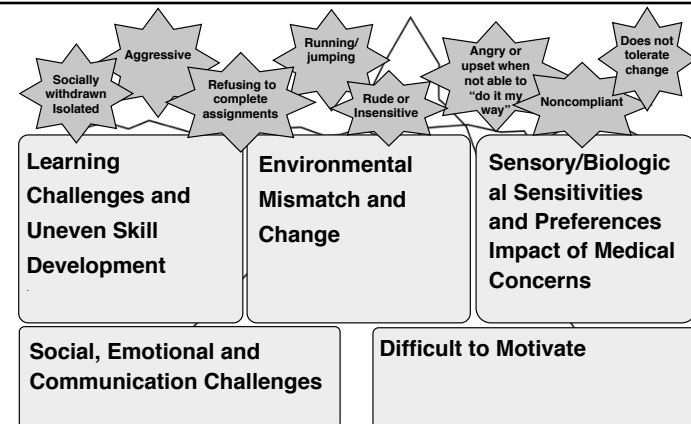 Socially
withdrawn
Isolated
Aggressive
Refusing to
complete
assignments
Running/
jumping
Rude or
Insensitive
Angry or
upset when
not able to
"do it my
way"
Noncompliant
Does not
tolerate
change
Learning
Challenges and
Uneven Skill
Development
.
Environmental
Mismatch and
Change
Sensory/Biologic
al Sensitivities
and Preferences
Impact of Medical
Concerns
Social, Emotional and
Communication Challenges
Difficult to Motivate